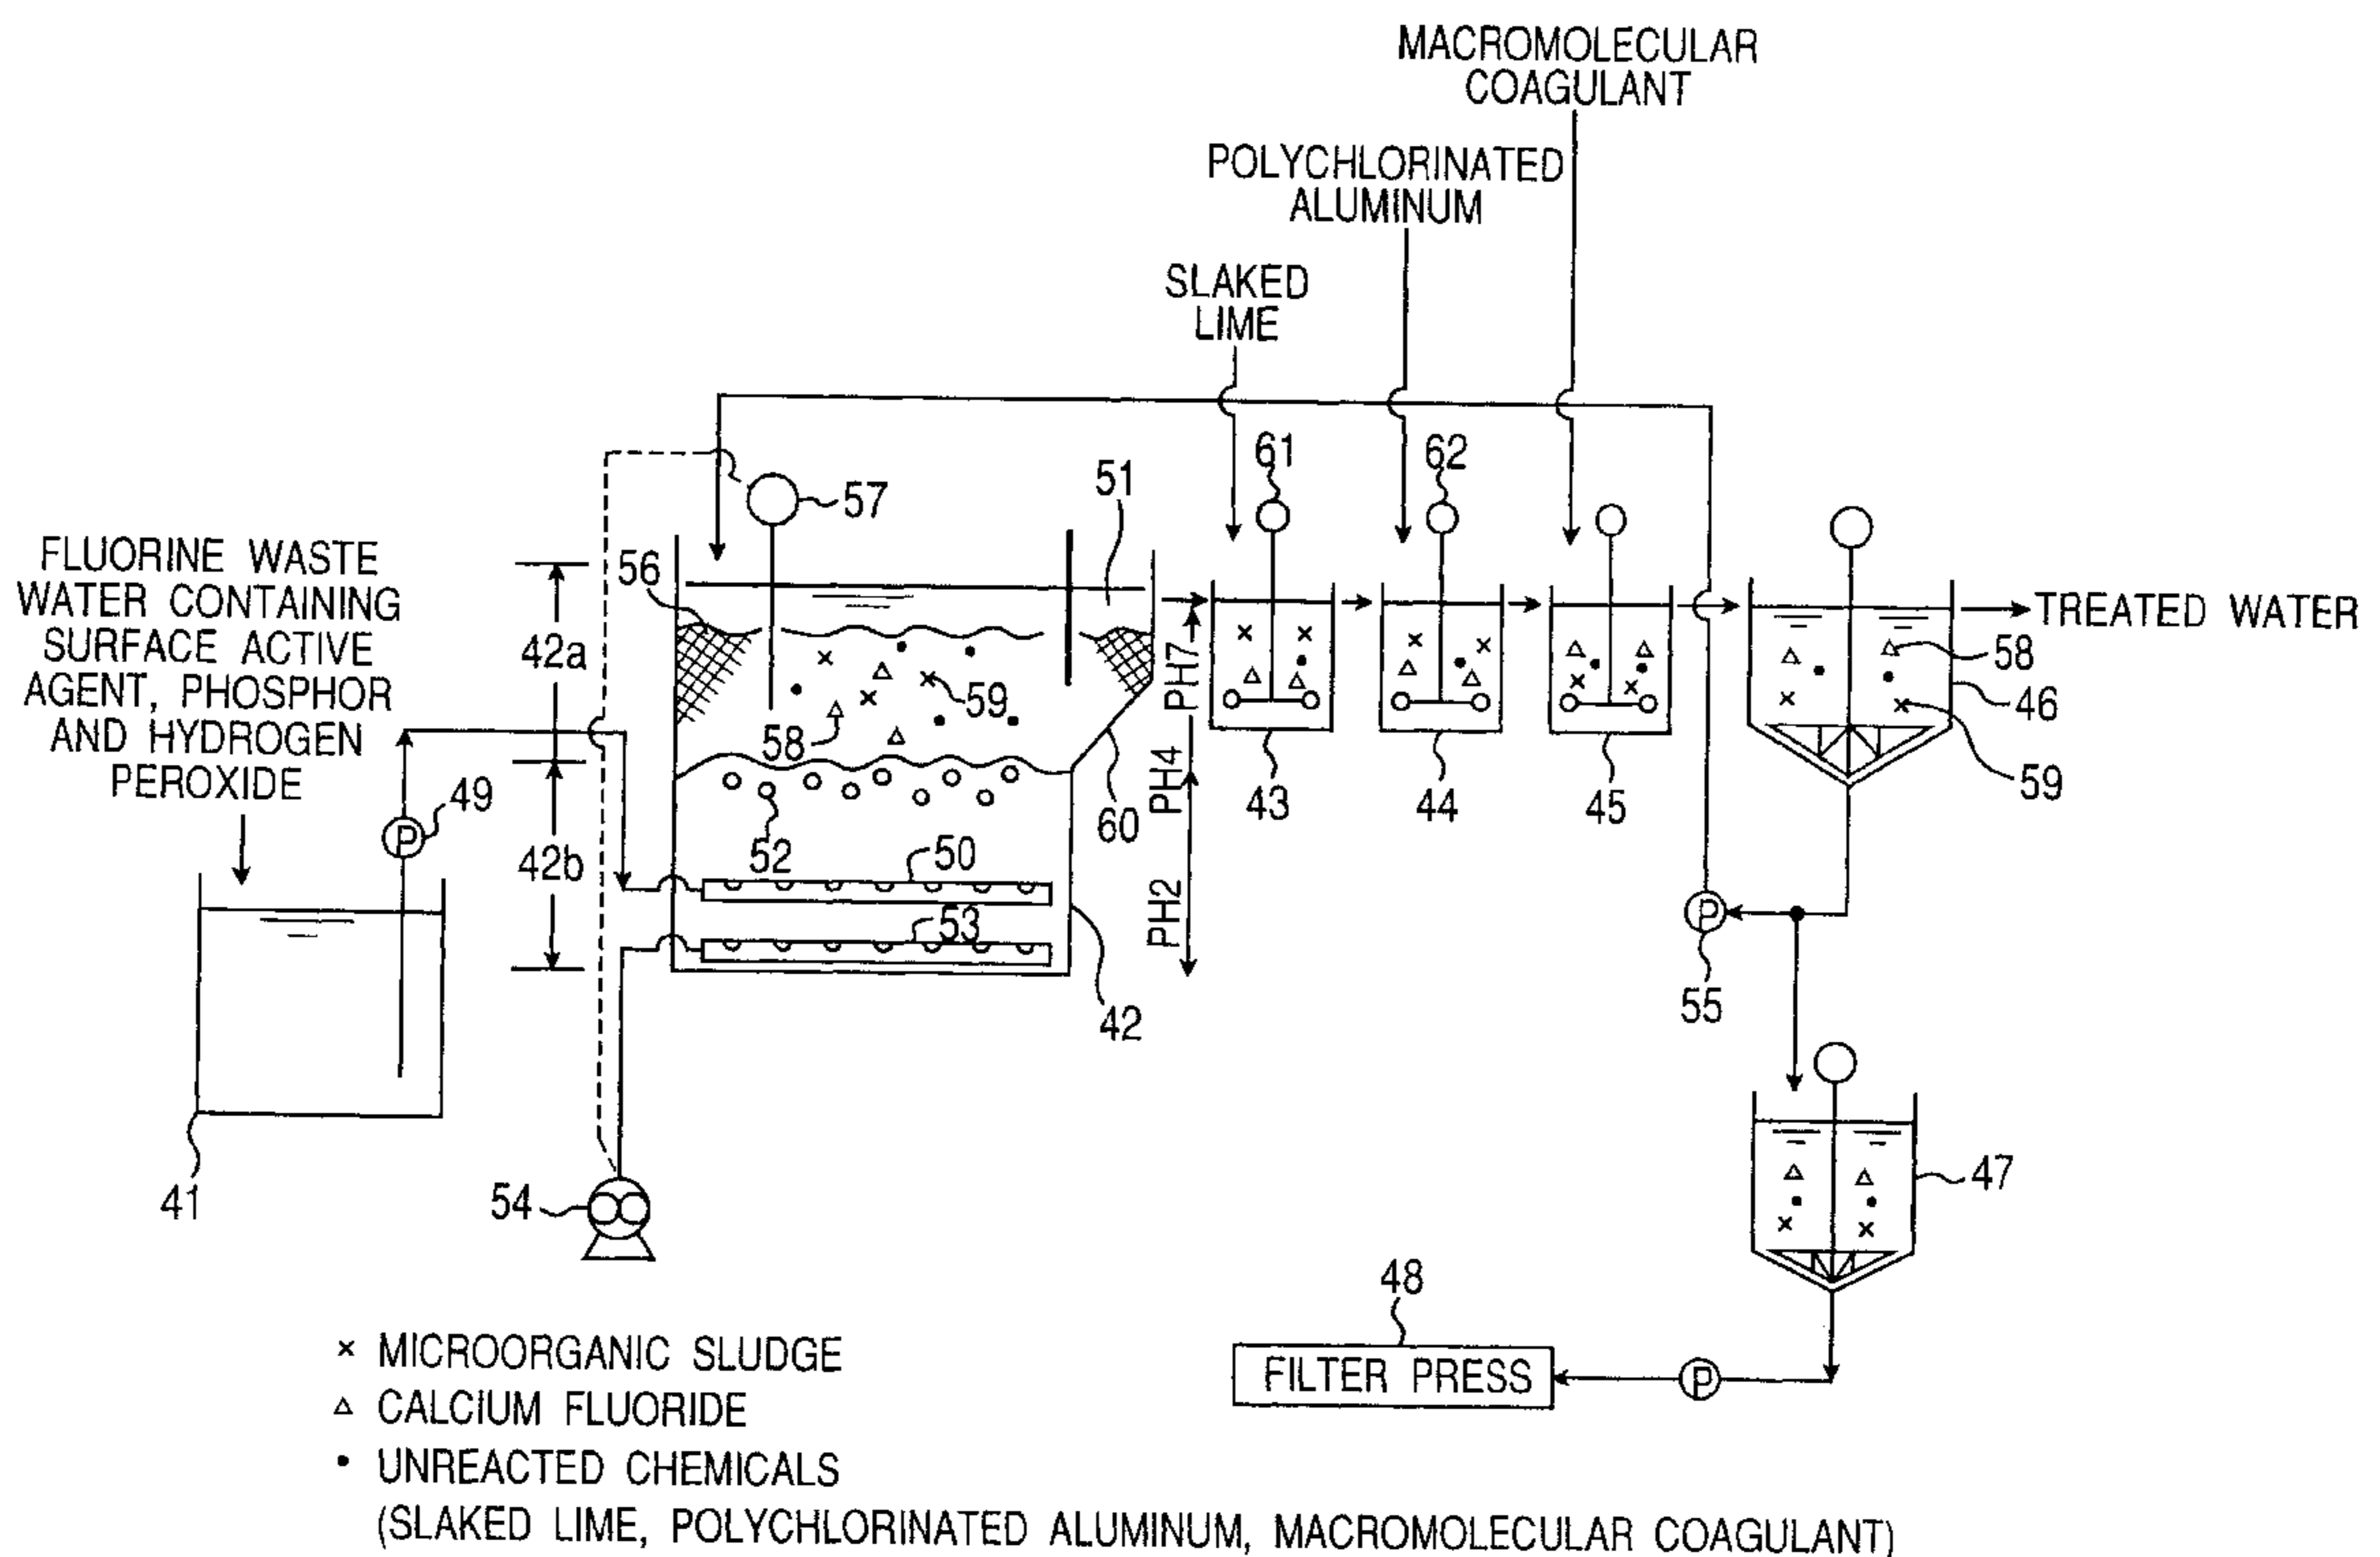 MACROMOLECULAR
COAGULANT
POLYCHLORINATED
ALUMINUM
SLAKED
LIME
61
62
51
57
56
FLUORINE WASTE
WATER CONTAINING
SURFACE ACTIVE
AGENT, PHOSPHOR
AND HYDROGEN
PEROXIDE
42a
42b
TREATED WATER
58
46
59
59
58
PH7
PH4
PH2
43
44
45
60
P
49
52
50
53
42
P
55
41
54
47
48
FILTER PRESS
P
× MICROORGANIC SLUDGE
△ CALCIUM FLUORIDE
• UNREACTED CHEMICALS
(SLAKED LIME, POLYCHLORINATED ALUMINUM, MACROMOLECULAR COAGULANT)